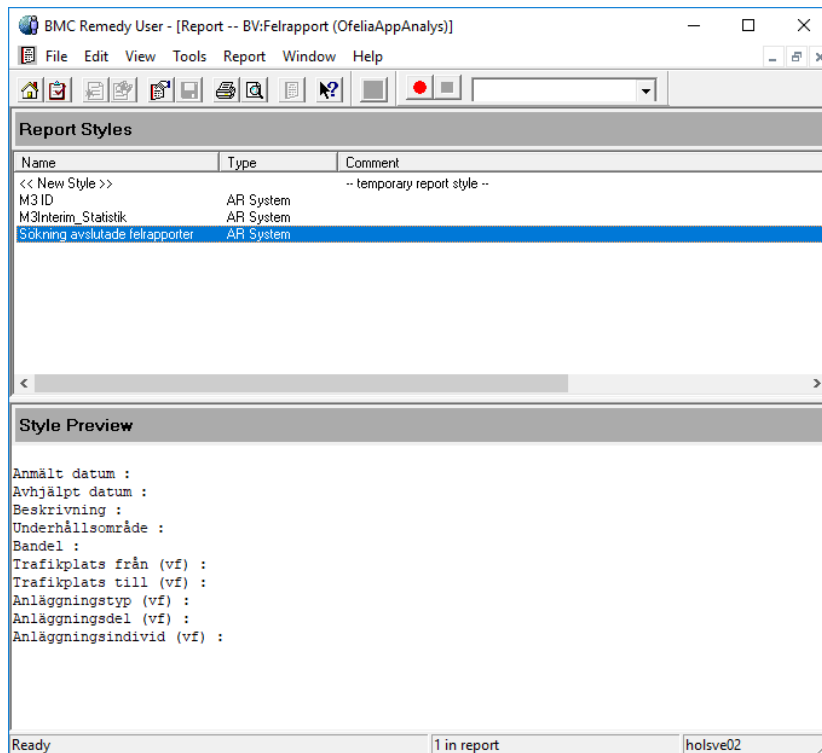 BMC Remedy User - [Report -- BV:Felrapport (OfeliaAppAnalys)]
File Edit View Tools Report Window Help
Report Styles
Name Type Comment
<< New Style >> -- temporary report style --
M3 ID AR System
M3Interim_Statistik AR System
Sökning avslutade felrapporter AR System
Style Preview
Anmält datum :
Avhjälpt datum :
Beskrivning :
Underhållsområde :
Bandel :
Trafikplats från (vf) :
Trafikplats till (vf) :
Anläggningstyp (vf) :
Anläggningsdel (vf) :
Anläggningsindivid (vf) :
Ready 1 in report holsve02